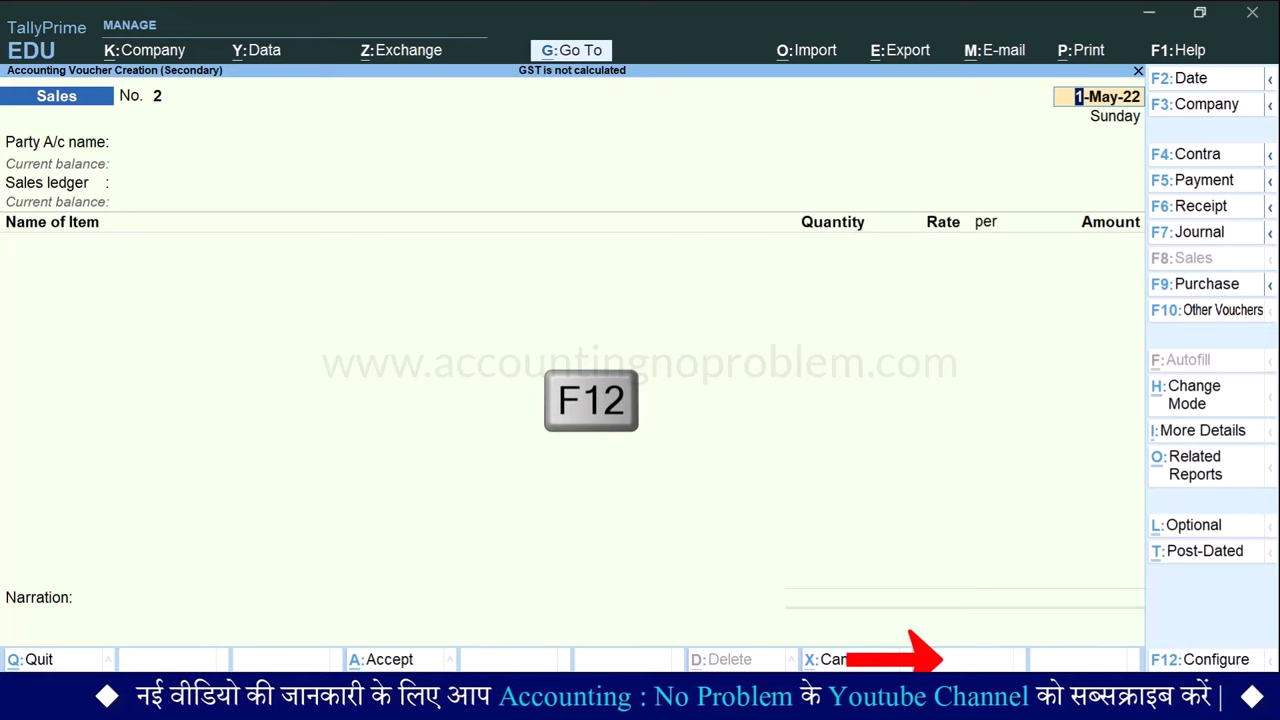 TallyPrime
EDU
MANAGE
K:Company Y:Data Z:Exchange G:Go To O:Import E:Export M:E-mail P:Print F1:Help
Accounting Voucher Creation (Secondary) GST is not calculated
Sales No. 2 1-May-22
Sunday
Party A/c name:
Current balance:
Sales ledger :
Current balance:
Name of Item Quantity Rate per Amount
www.accountingnoproblem.com
F12
Narration:
Q:Quit A:Accept D:Delete F12:Configure
F2:Date
F3:Company
F4:Contra
F5:Payment
F6:Receipt
F7:Journal
F8:Sales
F9:Purchase
F10:Other Vouchers
F:Autofill
H:Change
Mode
I:More Details
O:Related
Reports
L:Optional
T:Post-Dated
नई वीडियो की जानकारी के लिए आप Accounting : No Problem के Youtube Channel को सब्सक्राइब करें |